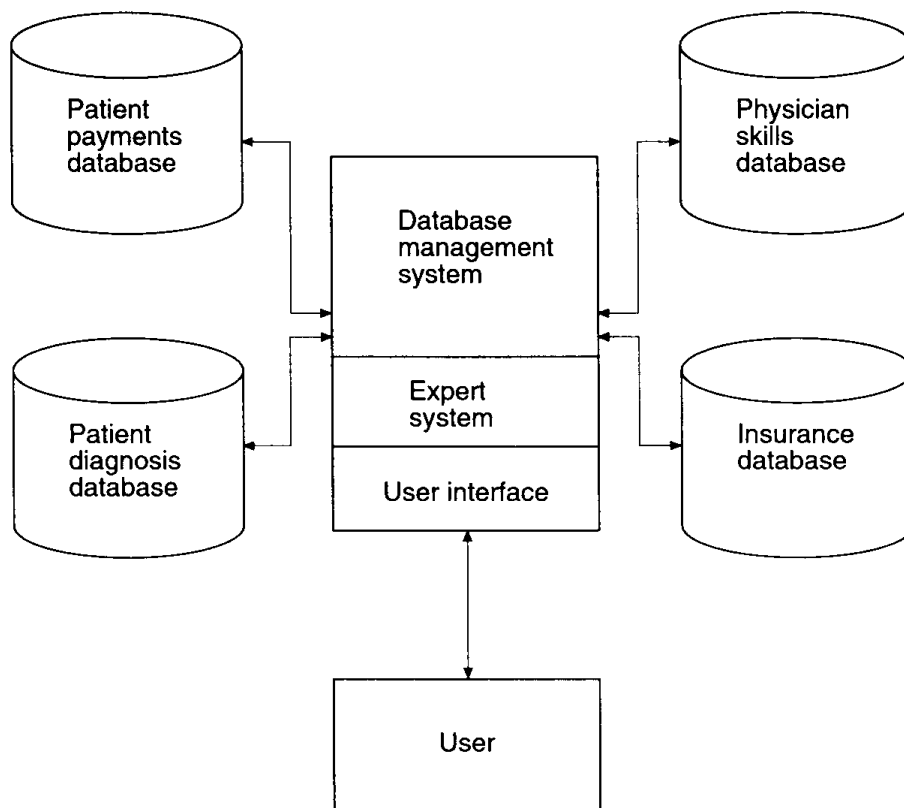 Patient
payments
database
Physician
skills
database
Database
management
system
Expert
system
Patient
diagnosis
database
Insurance
database
User interface
User